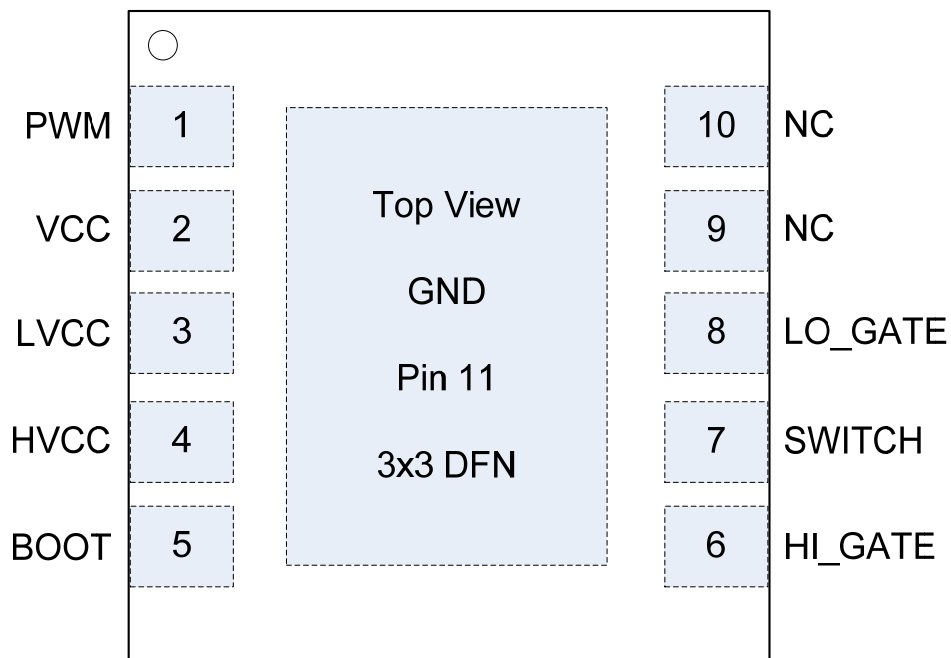 PWM 1 10 NC
VCC 2 Top View 9 NC
GND
LVCC 3 8 LO_GATE
Pin 11
HVCC 4 7 SWITCH
3x3 DFN
BOOT 5 6 HI_GATE